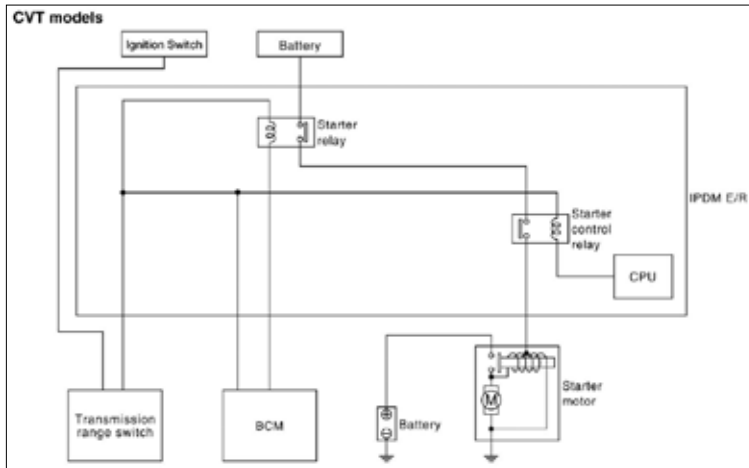 CVT models
Ignition Switch
Battery
Starter
relay
IPDM E/R
Starter
control
relay
CPU
Transmission
range switch
BCM
Battery
M
Starter
motor